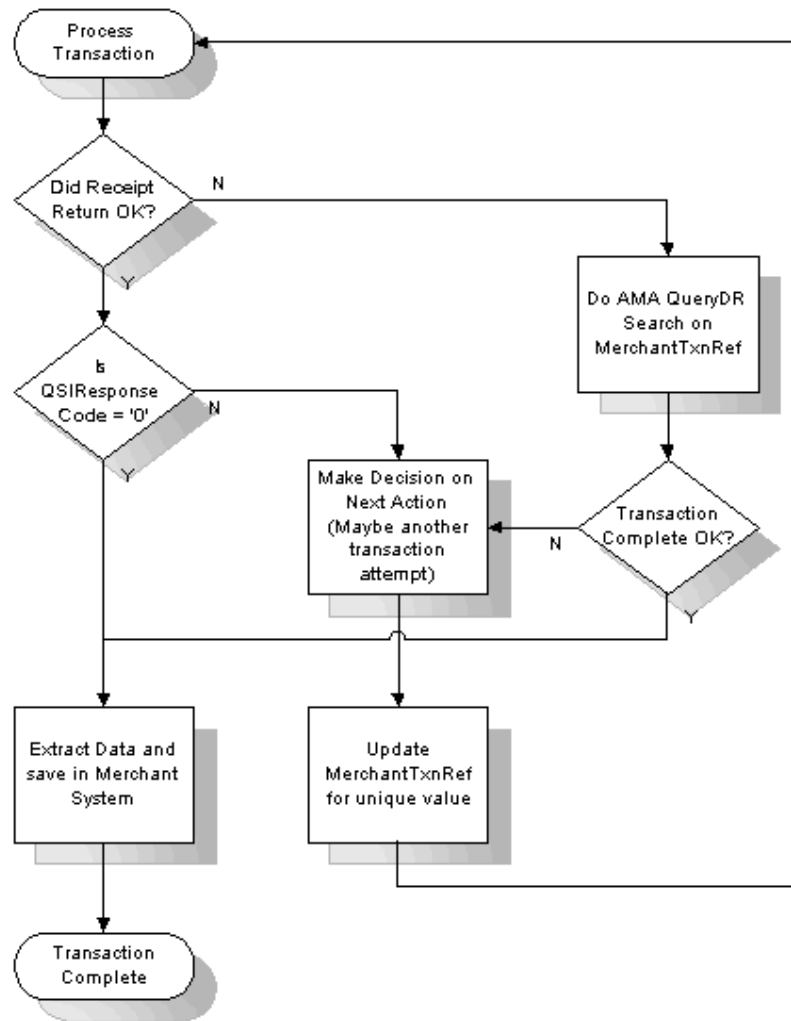 Process
Transaction
Did Receipt
Return OK?
N
Y
Do AMA QueryDR
Search on
MerchantTxnRef
Is
QSIResponse
Code = '0'
N
Y
Make Decision on
Next Action
(Maybe another
transaction
attempt)
Transaction
Complete OK?
N
Y
Extract Data and
save in Merchant
System
Update
MerchantTxnRef
for unique value
Transaction
Complete